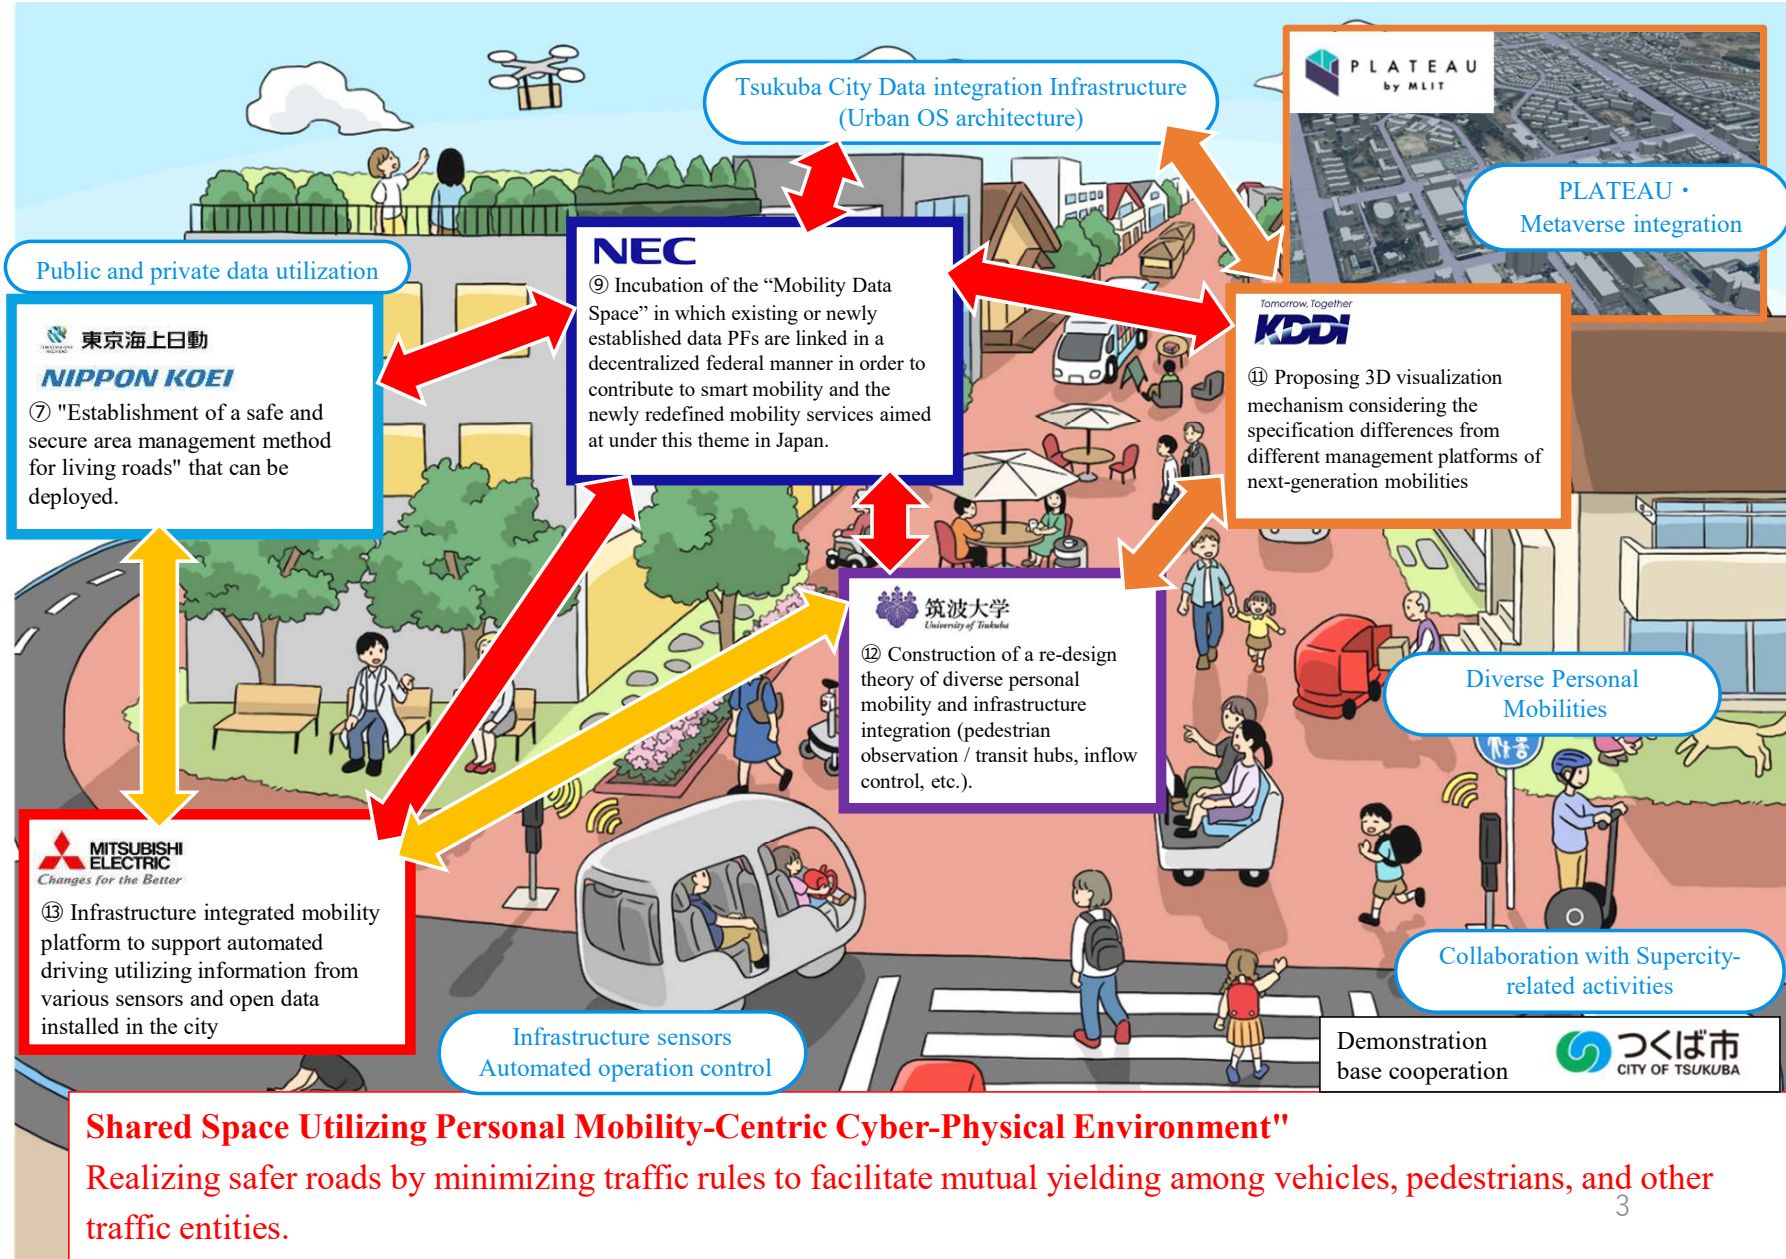 Tsukuba City Data integration Infrastructure
(Urban OS architecture)
PLATEAU
by MLIT
PLATEAU・
Metaverse integration
Public and private data utilization
東京海上日動
NIPPON KOEI
⑦ "Establishment of a safe and
secure area management method
for living roads" that can be
deployed.
NEC
⑨ Incubation of the “Mobility Data
Space” in which existing or newly
established data PFs are linked in a
decentralized federal manner in order to
contribute to smart mobility and the
newly redefined mobility services aimed
at under this theme in Japan.
Tomorrow, Together
KDDI
⑪ Proposing 3D visualization
mechanism considering the
specification differences from
different management platforms of
next-generation mobilities
筑波大学
University of Tsukuba
⑫ Construction of a re-design
theory of diverse personal
mobility and infrastructure
integration (pedestrian
observation / transit hubs, inflow
control, etc.).
Diverse Personal
Mobilities
MITSUBISHI
ELECTRIC
Changes for the Better
⑬ Infrastructure integrated mobility
platform to support automated
driving utilizing information from
various sensors and open data
installed in the city
Infrastructure sensors
Automated operation control
Collaboration with Supercity-
related activities
Demonstration
base cooperation
つくば市
CITY OF TSUKUBA
Shared Space Utilizing Personal Mobility-Centric Cyber-Physical Environment"
Realizing safer roads by minimizing traffic rules to facilitate mutual yielding among vehicles, pedestrians, and other
traffic entities.
3